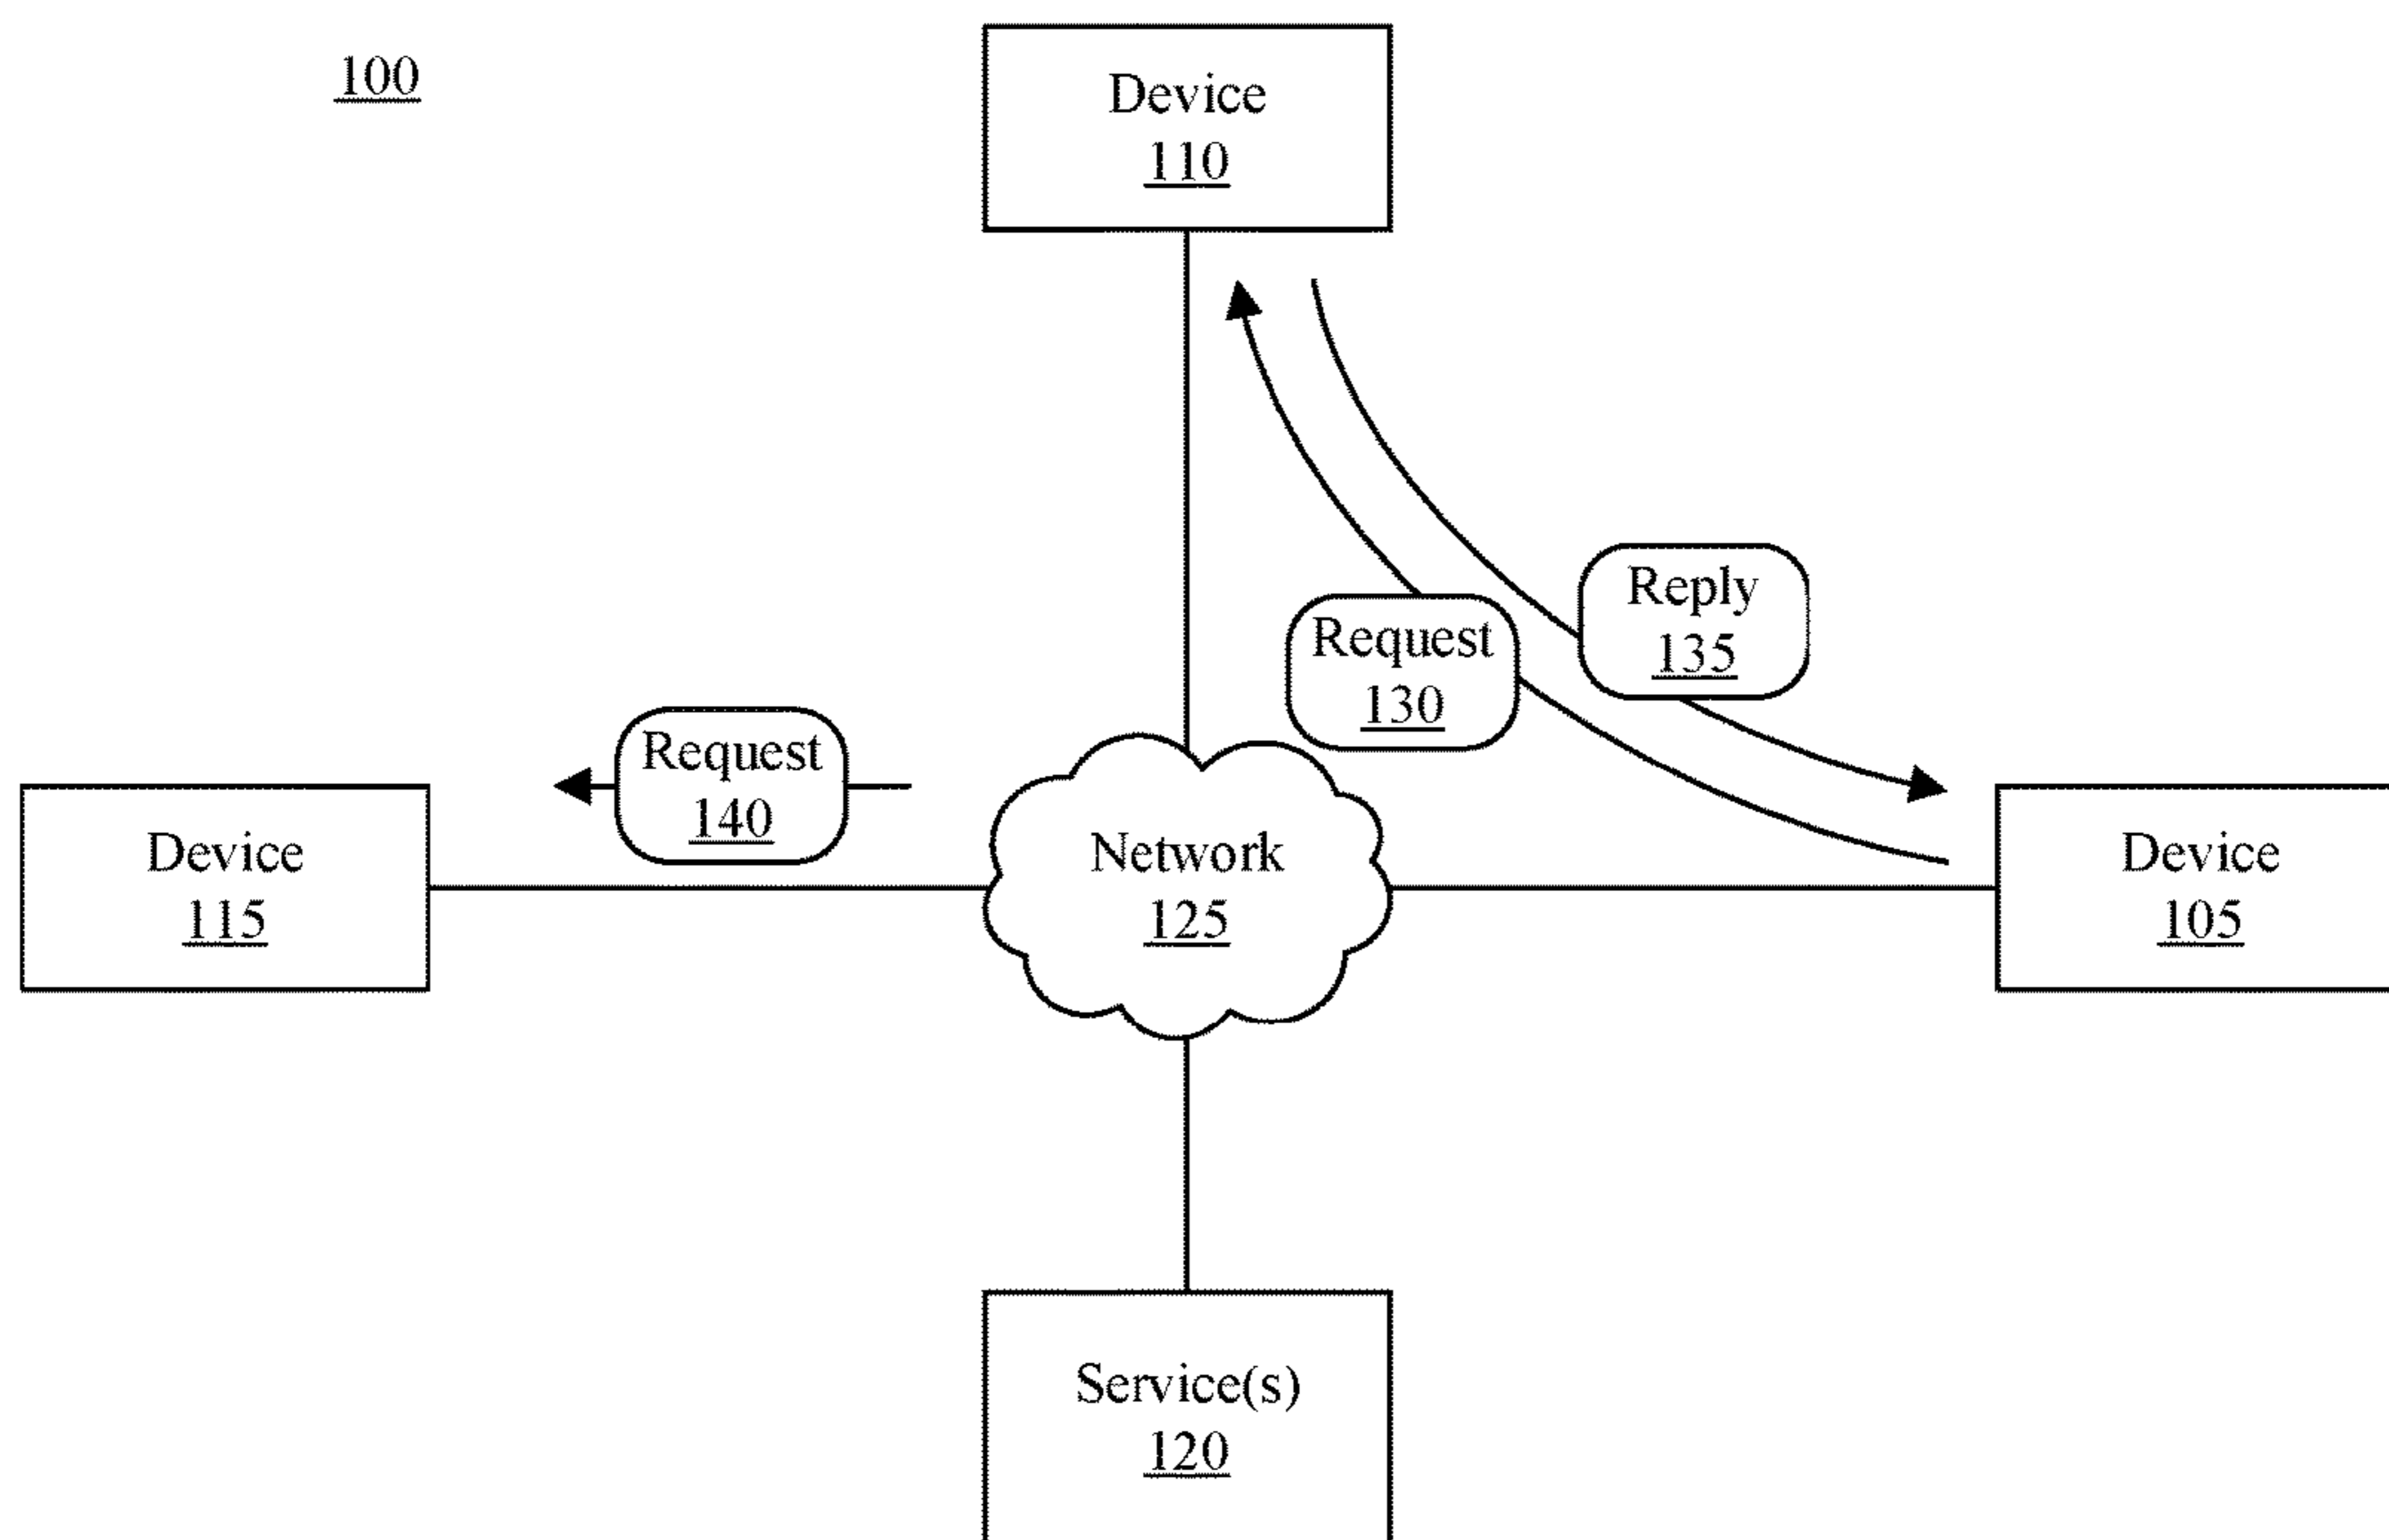 100
Device
110
Reply
135
Request
130
Request
140
Device
115
Network
125
Device
105
Service(s)
120